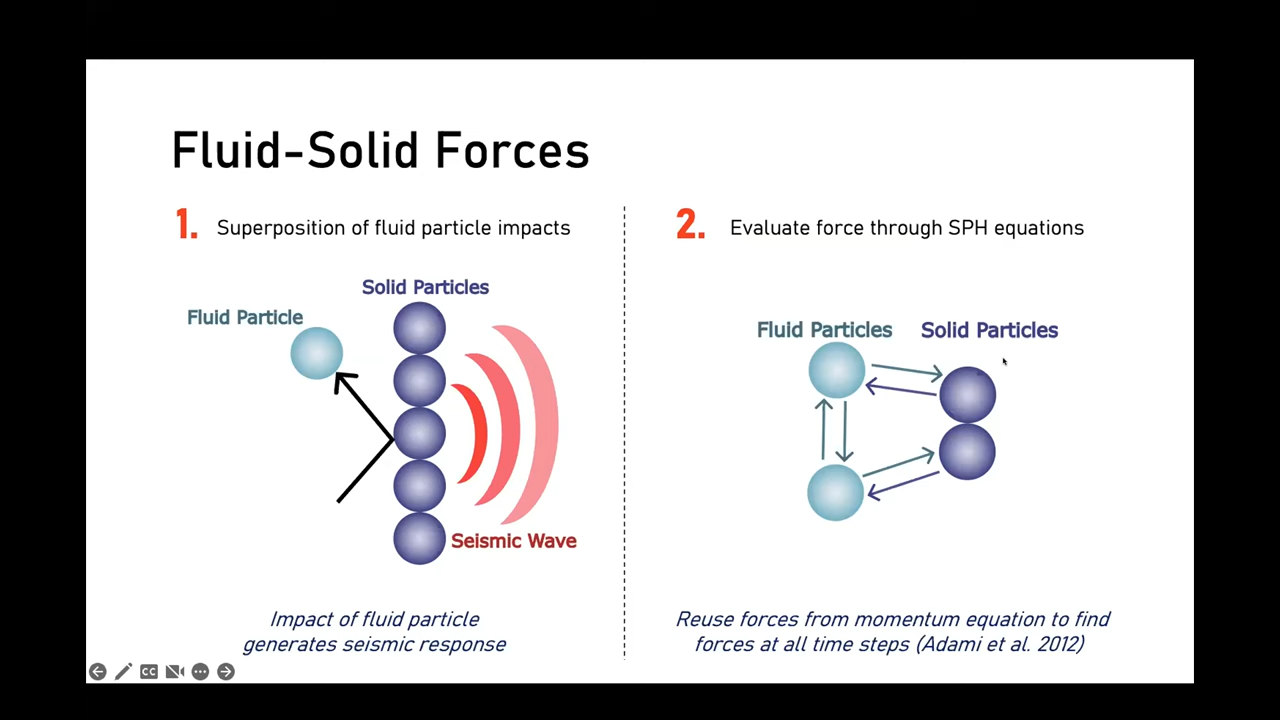 Fluid-Solid Forces
1. Superposition of fluid particle impacts
Solid Particles
Fluid Particle
Seismic Wave
Impact of fluid particle
generates seismic response
2. Evaluate force through SPH equations
Fluid Particles Solid Particles
Reuse forces from momentum equation to find
forces at all time steps (Adami et al. 2012)
CC